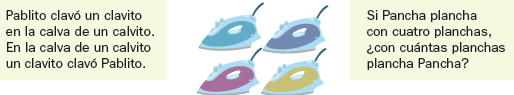 Pablito clavó un clavito
en la calva de un calvito.
En la calva de un calvito
un clavito clavó Pablito.
Si Pancha plancha
con cuatro planchas,
¿con cuántas planchas
plancha Pancha?